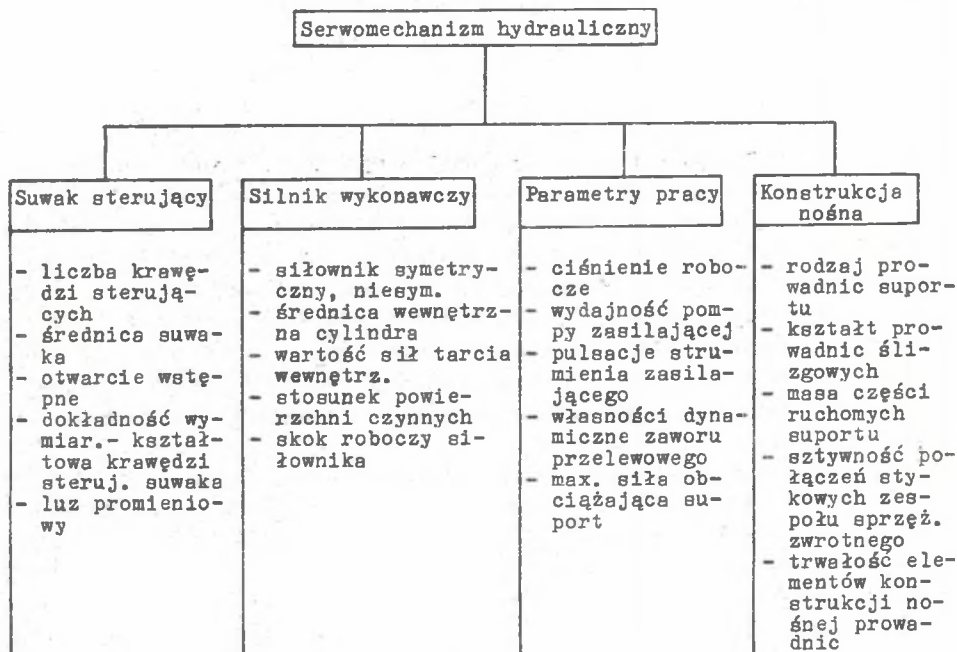 Serwomechanizm hydrauliczny
Suwak sterujący
- liczba krawę-
dzi sterują-
cych
- średnica suwa-
ka
- otwarcie wstę-
pne
- dokładność wy-
miar.- kształ-
towa krawędzi
steruj. suwaka
- luz promienio-
wy
Silnik wykonawczy
- siłownik symetry-
czny, niesym.
- średnica wewnętrz-
na cylindra
- wartość sił tarcia
wewnętrz.
- stosunek powie-
rzchni czynnych
- skok roboczy si-
łownika
Parametry pracy
- ciśnienie robo-
cze
- wydajność pom-
py zasilającej
- pulsacje stru-
mienia zasila-
jącego
- własności dyna-
miczne zaworu
przelewowego
- max. siła ob-
ciążająca su-
port
Konstrukcja
nośna
- rodzaj pro-
wadnic supor-
tu
- kształt pro-
wadnic śli-
zgowych
- masa części
ruchomych
suportu
- sztywność po-
łączeń sty-
kowych zes-
połu sprzęż.
zwrotnego
- trwałość ele-
mentów kon-
strukcji no-
śnej prowa-
dnic